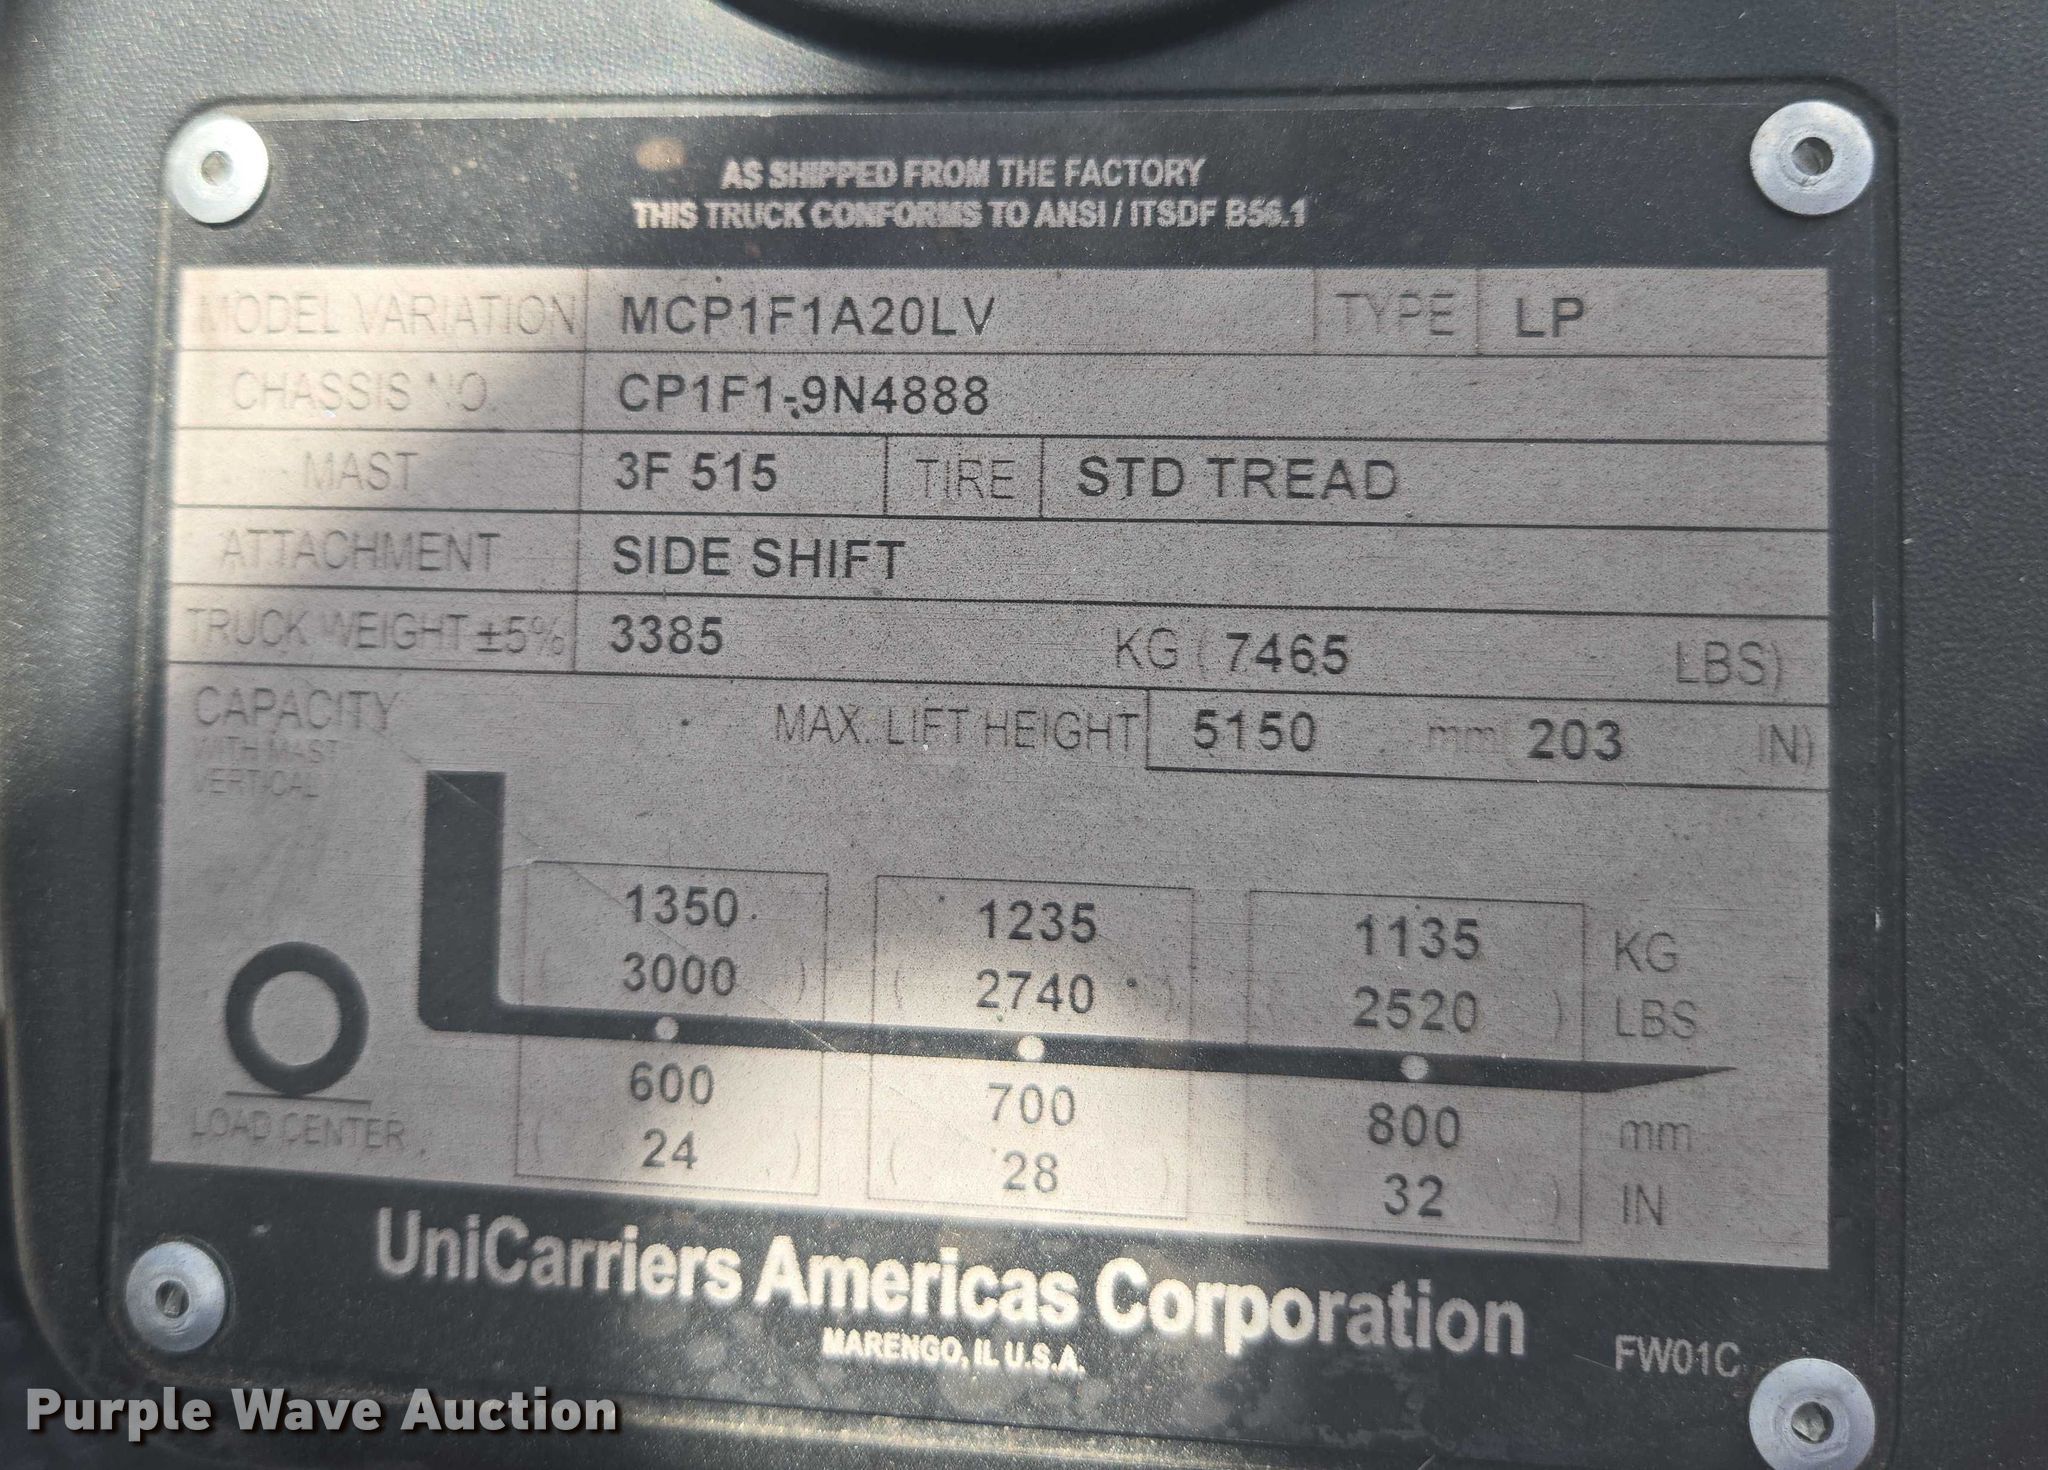 AS SHIPPED FROM THE FACTORY
THIS TRUCK CONFORMS TO ANSI / ITSDF B56.1
MODEL VARIATION MCP1F1A20LV TYPE LP
CHASSIS NO. CP1F1-9N4888
MAST 3F 515 TIRE STD TREAD
ATTACHMENT SIDE SHIFT
TRUCK WEIGHT ±5% 3385 KG ( 7465 LBS)
CAPACITY MAX. LIFT HEIGHT 5150 mm ( 203 IN)
WITH MAST
VERTICAL
1350 1235 1135 KG
( 3000 ) ( 2740 ) ( 2520 ) LBS
600 700 800 mm
LOAD CENTER ( 24 ) ( 28 ) ( 32 ) IN
UniCarriers Americas Corporation
MARENGO, IL U.S.A.
FW01C
Purple Wave Auction